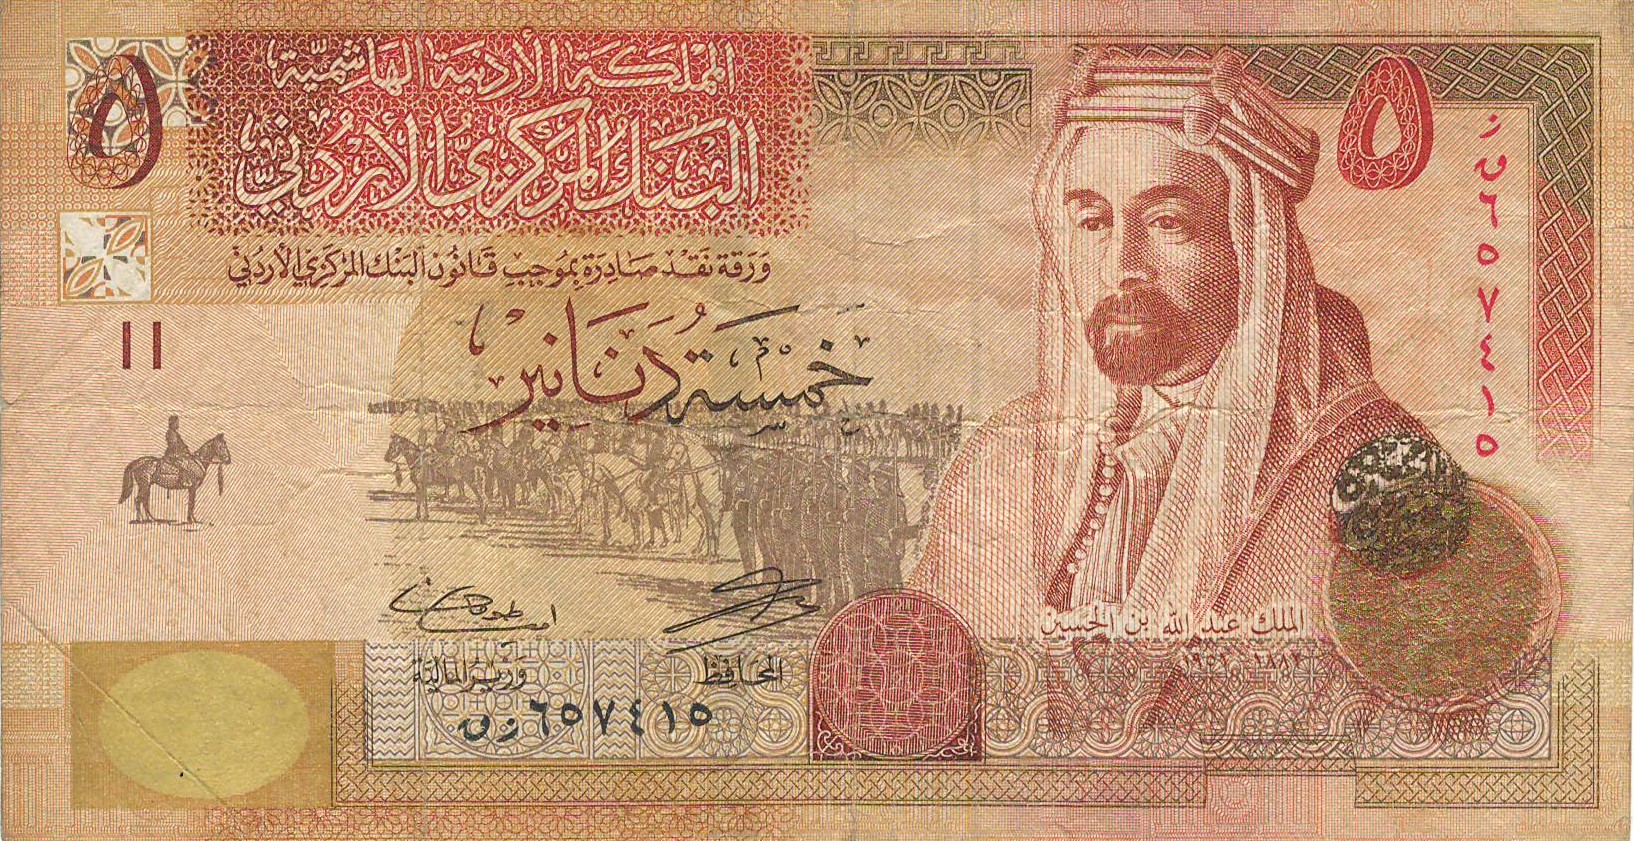 ٥
المملكة الأردنية الهاشمية
البنك المركزي الأردني
ورقة نقد صادرة بموجب قانون البنك المركزي الأردني
خمسة دنانير
٥
ز ق ٦٥٧٤١٥
الملك عبد الله بن الحسين
١٨٨٢ - ١٩٥١
المحافظ
وزير المالية
٦٥٧٤١٥ ز ق